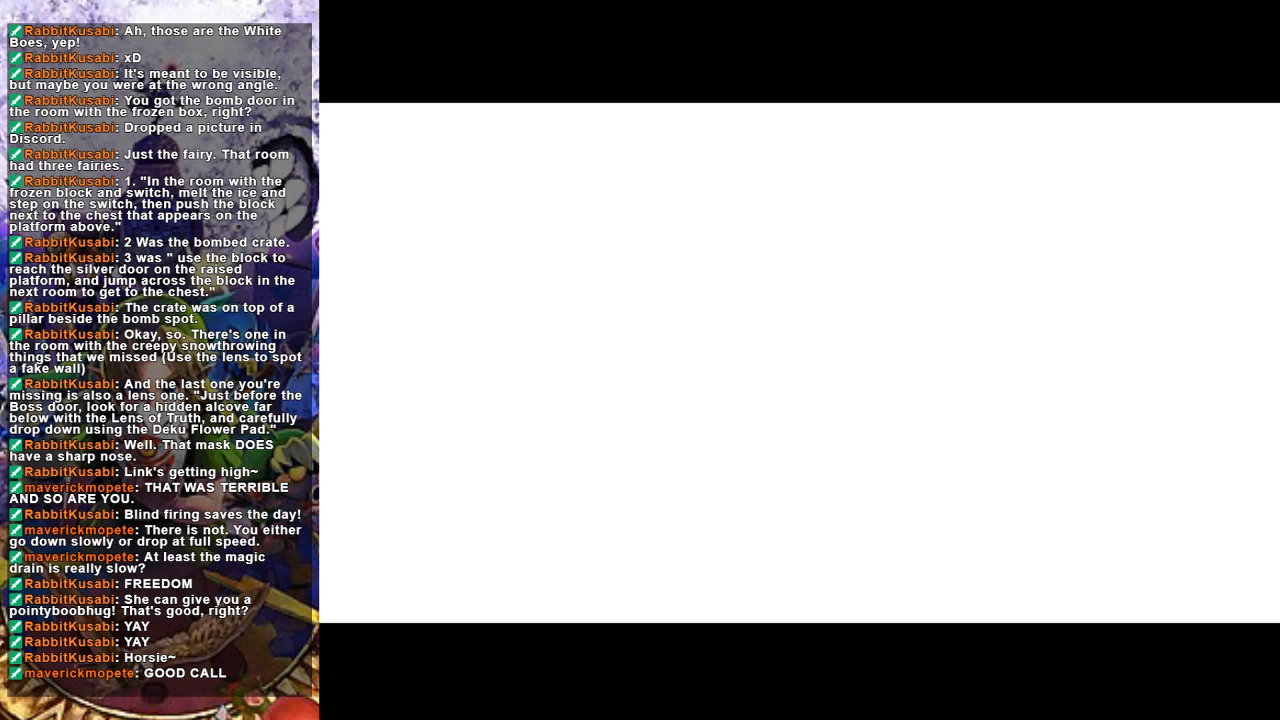 RabbitKusabi: Ah, those are the White
Boes, yep!
RabbitKusabi: xD
RabbitKusabi: It's meant to be visible,
but maybe you were at the wrong angle.
RabbitKusabi: You got the bomb door in
the room with the frozen box, right?
RabbitKusabi: Dropped a picture in
Discord.
RabbitKusabi: Just the fairy. That room
had three fairies.
RabbitKusabi: 1. "In the room with the
frozen block and switch, melt the ice and
step on the switch, then push the block
next to the chest that appears on the
platform above."
RabbitKusabi: 2 Was the bombed crate.
RabbitKusabi: 3 was " use the block to
reach the silver door on the raised
platform, and jump across the block in the
next room to get to the chest."
RabbitKusabi: The crate was on top of a
pillar beside the bomb spot.
RabbitKusabi: Okay, so. There's one in
the room with the creepy snowthrowing
things that we missed (Use the lens to spot
a fake wall)
RabbitKusabi: And the last one you're
missing is also a lens one. "Just before the
Boss door, look for a hidden alcove far
below with the Lens of Truth, and carefully
drop down using the Deku Flower Pad."
RabbitKusabi: Well. That mask DOES
have a sharp nose.
RabbitKusabi: Link's getting high~
maverickmopete: THAT WAS TERRIBLE
AND SO ARE YOU.
RabbitKusabi: Blind firing saves the day!
maverickmopete: There is not. You either
go down slowly or drop at full speed.
maverickmopete: At least the magic
drain is really slow?
RabbitKusabi: FREEDOM
RabbitKusabi: She can give you a
pointyboobhug! That's good, right?
RabbitKusabi: YAY
RabbitKusabi: YAY
RabbitKusabi: Horsie~
maverickmopete: GOOD CALL